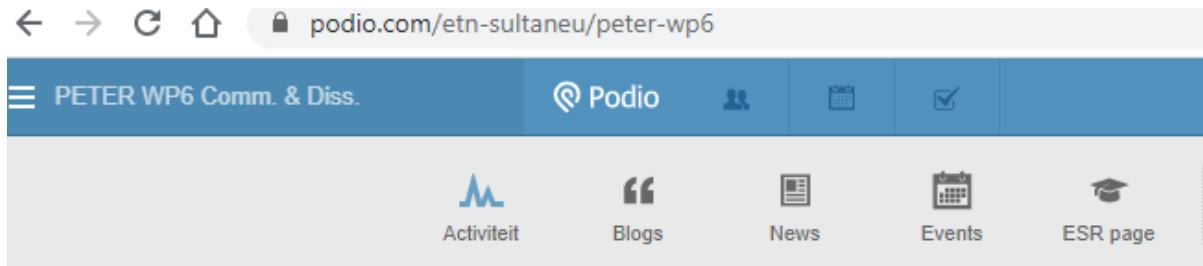 podio.com/etn-sultaneu/peter-wp6
PETER WP6 Comm. & Diss. Podio
Activiteit Blogs News Events ESR page